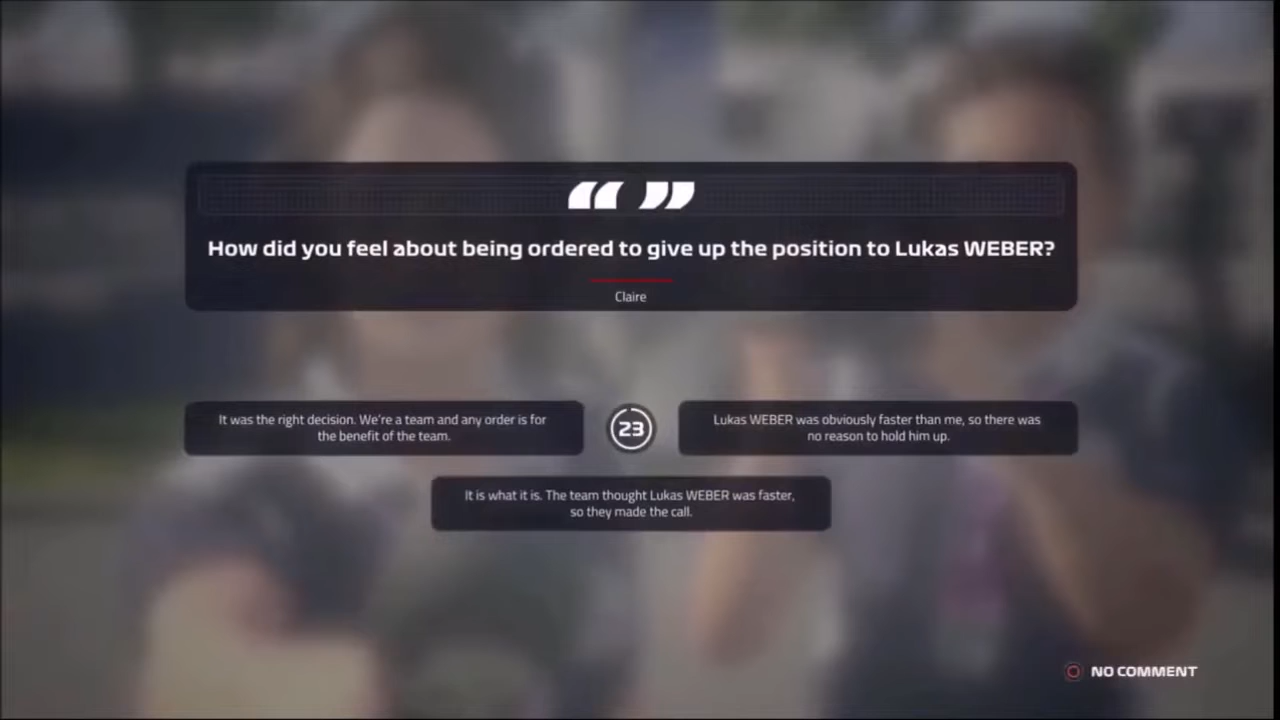 How did you feel about being ordered to give up the position to Lukas WEBER?
Claire
It was the right decision. We're a team and any order is for
the benefit of the team.
23
Lukas WEBER was obviously faster than me, so there was
no reason to hold him up.
It is what it is. The team thought Lukas WEBER was faster,
so they made the call.
NO COMMENT